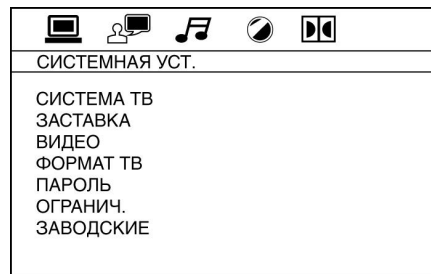 СИСТЕМНАЯ УСТ.
СИСТЕМА ТВ
ЗАСТАВКА
ВИДЕО
ФОРМАТ ТВ
ПАРОЛЬ
ОГРАНИЧ.
ЗАВОДСКИЕ